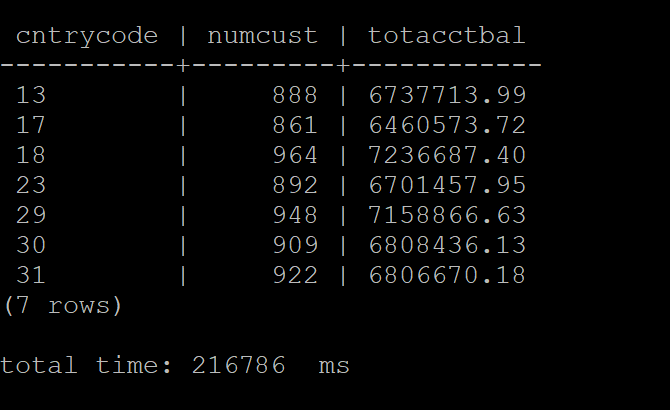 cntrycode | numcust | totacctbal
-----------+---------+------------
 13        |     888 | 6737713.99
 17        |     861 | 6460573.72
 18        |     964 | 7236687.40
 23        |     892 | 6701457.95
 29        |     948 | 7158866.63
 30        |     909 | 6808436.13
 31        |     922 | 6806670.18
(7 rows)

total time: 216786  ms